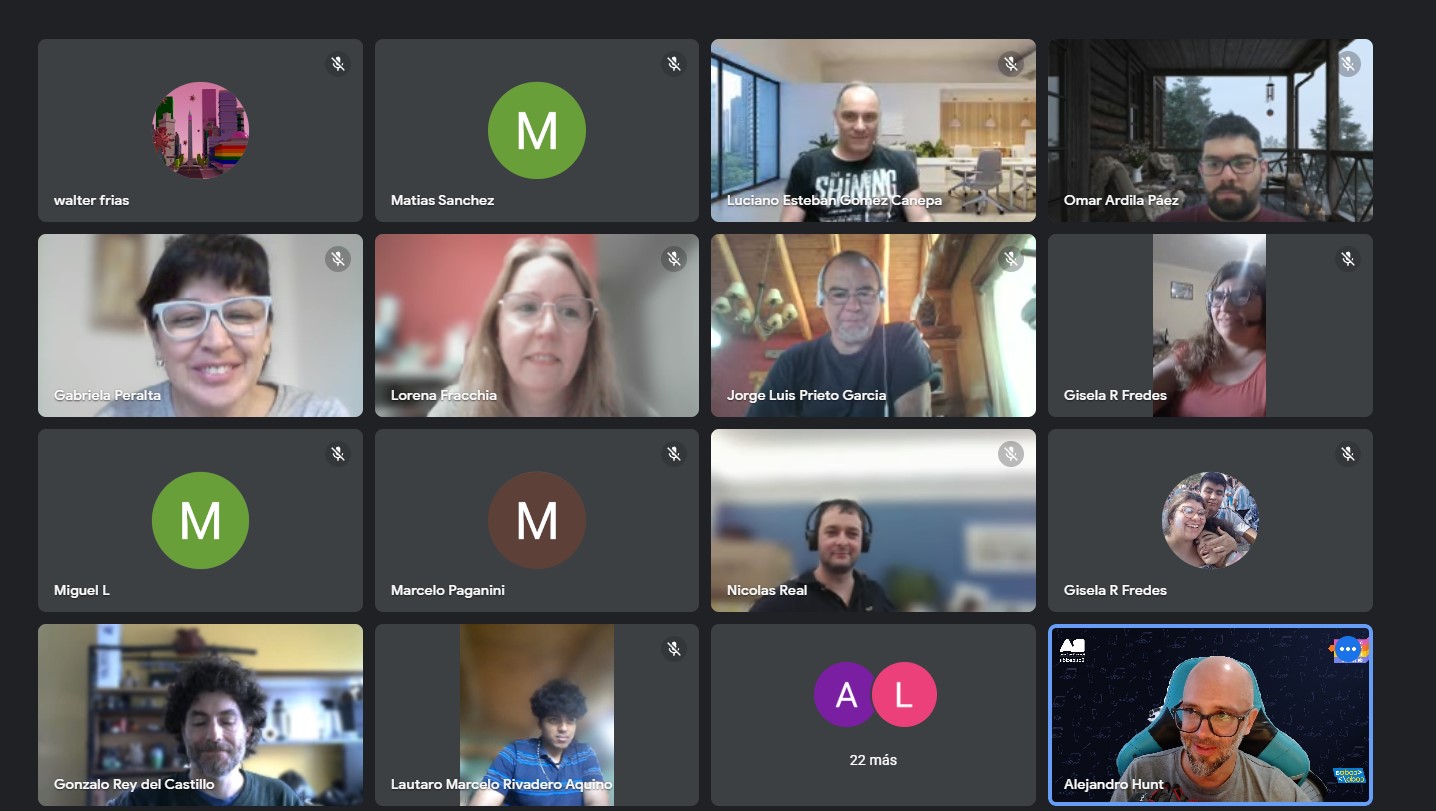 walter frias
M
Matias Sanchez
The
SHINING
Luciano Esteban Gomez Canepa
Omar Ardila Páez
Gabriela Peralta
Lorena Fracchia
Jorge Luis Prieto Garcia
Gisela R Fredes
M
Miguel L
M
Marcelo Paganini
Nicolas Real
Gisela R Fredes
Gonzalo Rey del Castillo
Lautaro Marcelo Rivadero Aquino
A L
22 más
Alejandro Hunt